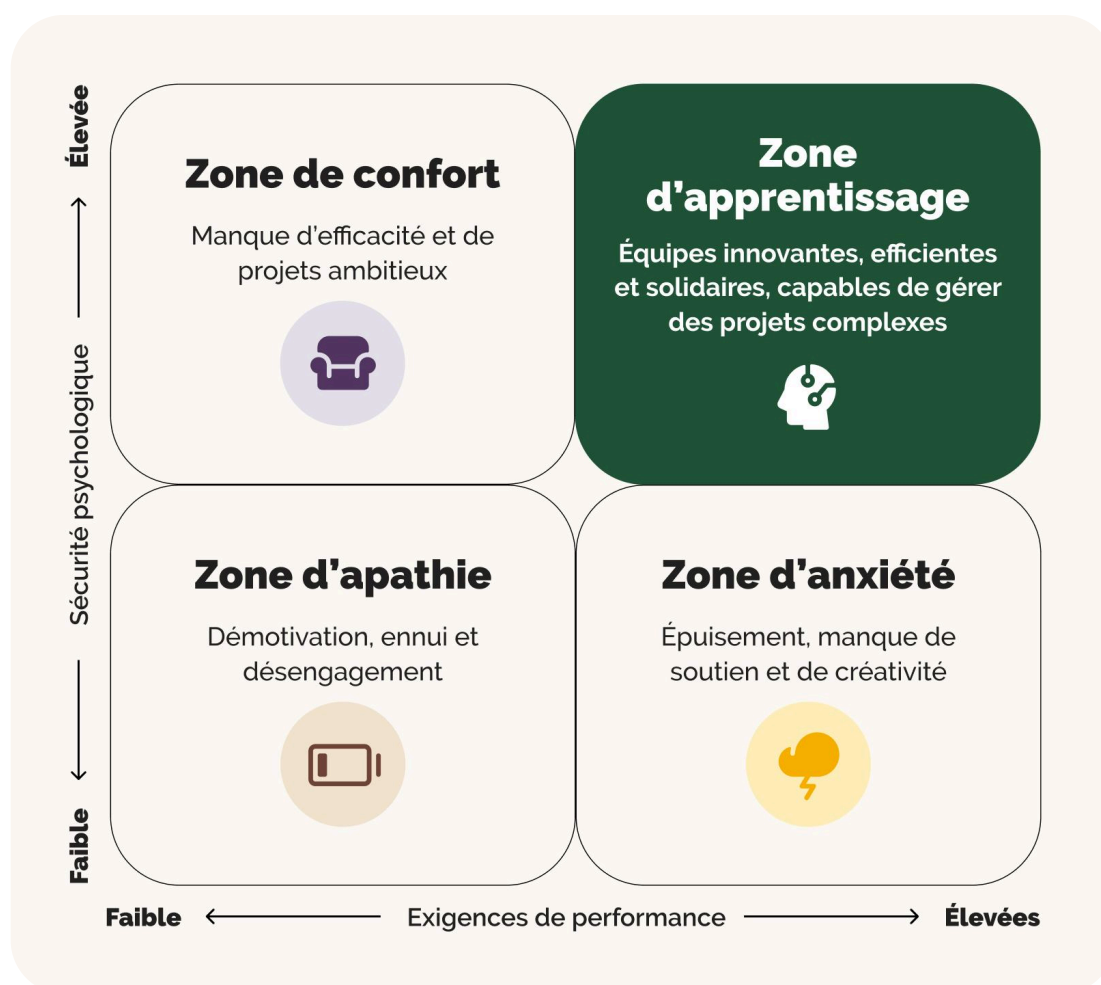 Élevée
Sécurité psychologique
Faible
Zone de confort
Manque d’efficacité et de
projets ambitieux
Zone
d’apprentissage
Équipes innovantes, efficientes
et solidaires, capables de gérer
des projets complexes
Zone d’apathie
Démotivation, ennui et
désengagement
Zone d’anxiété
Épuisement, manque de
soutien et de créativité
Faible
Exigences de performance
Élevées